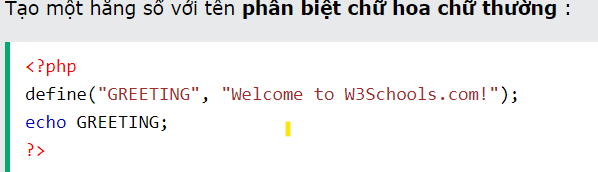 Tạo một hằng số với tên phân biệt chữ hoa chữ thường :
<?php
define("GREETING", "Welcome to W3Schools.com!");
echo GREETING;
?>